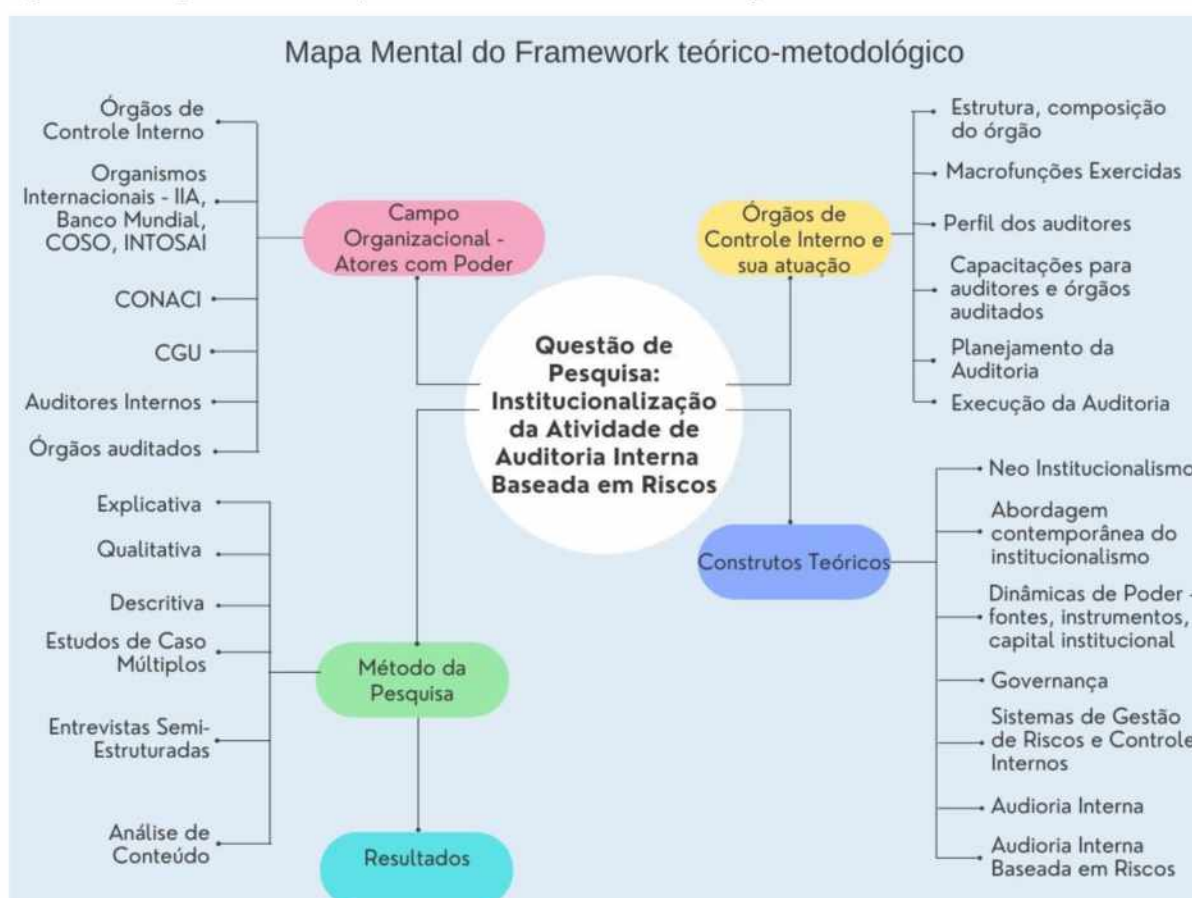 Mapa Mental do Framework teórico-metodológico
Órgãos de
Controle Interno
Organismos
Internacionais - IIA,
Banco Mundial,
COSO, INTOSAI
CONACI
CGU
Auditores Internos
Órgãos auditados
Campo
Organizacional -
Atores com Poder
Órgãos de
Controle Interno e
sua atuação
Estrutura, composição
do órgão
Macrofunções Exercidas
Perfil dos auditores
Capacitações para
auditores e órgãos
auditados
Planejamento da
Auditoria
Execução da Auditoria
Questão de
Pesquisa:
Institucionalização
da Atividade de
Auditoria Interna
Baseada em Riscos
Explicativa
Qualitativa
Descritiva
Estudos de Caso
Múltiplos
Entrevistas Semi-
Estruturadas
Análise de
Conteúdo
Método da
Pesquisa
Resultados
Construtos Teóricos
Neo Institucionalismo
Abordagem
contemporânea do
institucionalismo
Dinâmicas de Poder -
fontes, instrumentos,
capital institucional
Governança
Sistemas de Gestão
de Riscos e Controle
Internos
Audioria Interna
Audioria Interna
Baseada em Riscos